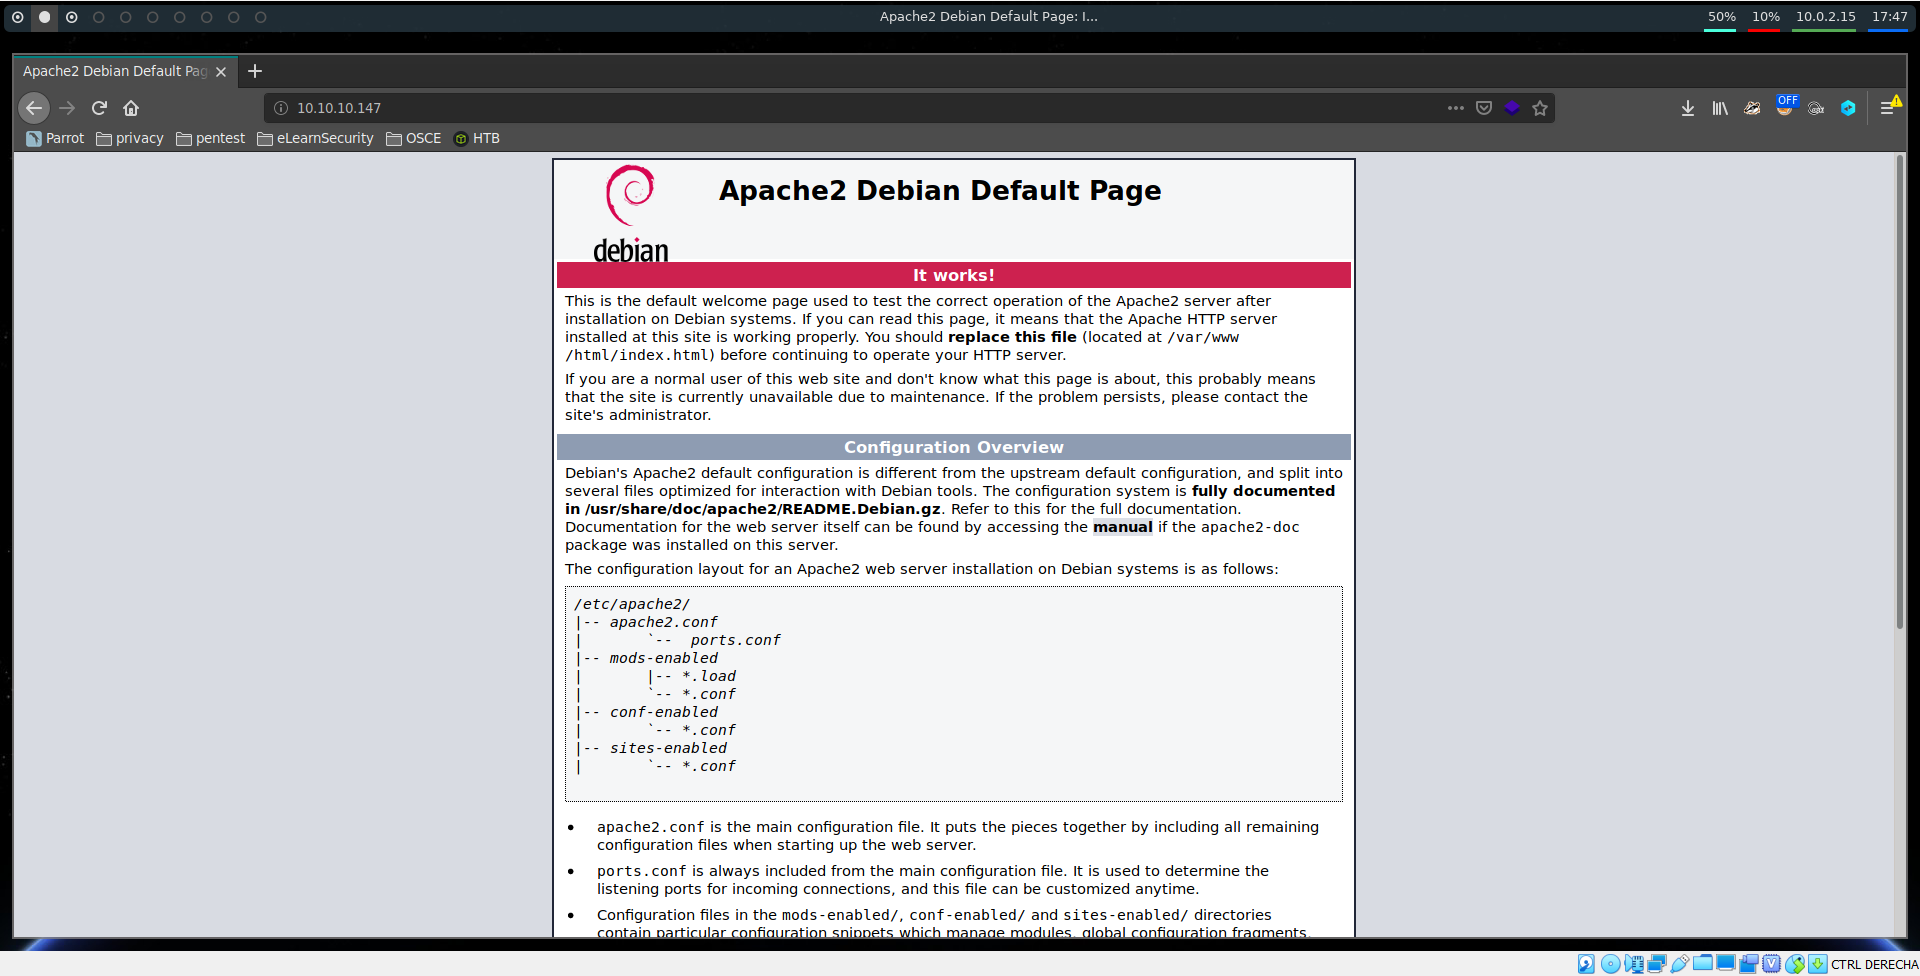 Apache2 Debian Default Page: I...
50% 10% 10.0.2.15 17:47
Apache2 Debian Default Pag
10.10.10.147
OFF
Parrot privacy pentest eLearnSecurity OSCE HTB
debian
Apache2 Debian Default Page
It works!
This is the default welcome page used to test the correct operation of the Apache2 server after
installation on Debian systems. If you can read this page, it means that the Apache HTTP server
installed at this site is working properly. You should replace this file (located at /var/www
/html/index.html) before continuing to operate your HTTP server.
If you are a normal user of this web site and don't know what this page is about, this probably means
that the site is currently unavailable due to maintenance. If the problem persists, please contact the
site's administrator.
Configuration Overview
Debian's Apache2 default configuration is different from the upstream default configuration, and split into
several files optimized for interaction with Debian tools. The configuration system is fully documented
in /usr/share/doc/apache2/README.Debian.gz. Refer to this for the full documentation.
Documentation for the web server itself can be found by accessing the manual if the apache2-doc
package was installed on this server.
The configuration layout for an Apache2 web server installation on Debian systems is as follows:
/etc/apache2/
|-- apache2.conf
|       `--  ports.conf
|-- mods-enabled
|       |-- *.load
|       `-- *.conf
|-- conf-enabled
|       `-- *.conf
|-- sites-enabled
|       `-- *.conf
• apache2.conf is the main configuration file. It puts the pieces together by including all remaining
configuration files when starting up the web server.
• ports.conf is always included from the main configuration file. It is used to determine the
listening ports for incoming connections, and this file can be customized anytime.
• Configuration files in the mods-enabled/, conf-enabled/ and sites-enabled/ directories
contain particular configuration snippets which manage modules, global configuration fragments,
CTRL DERECHA